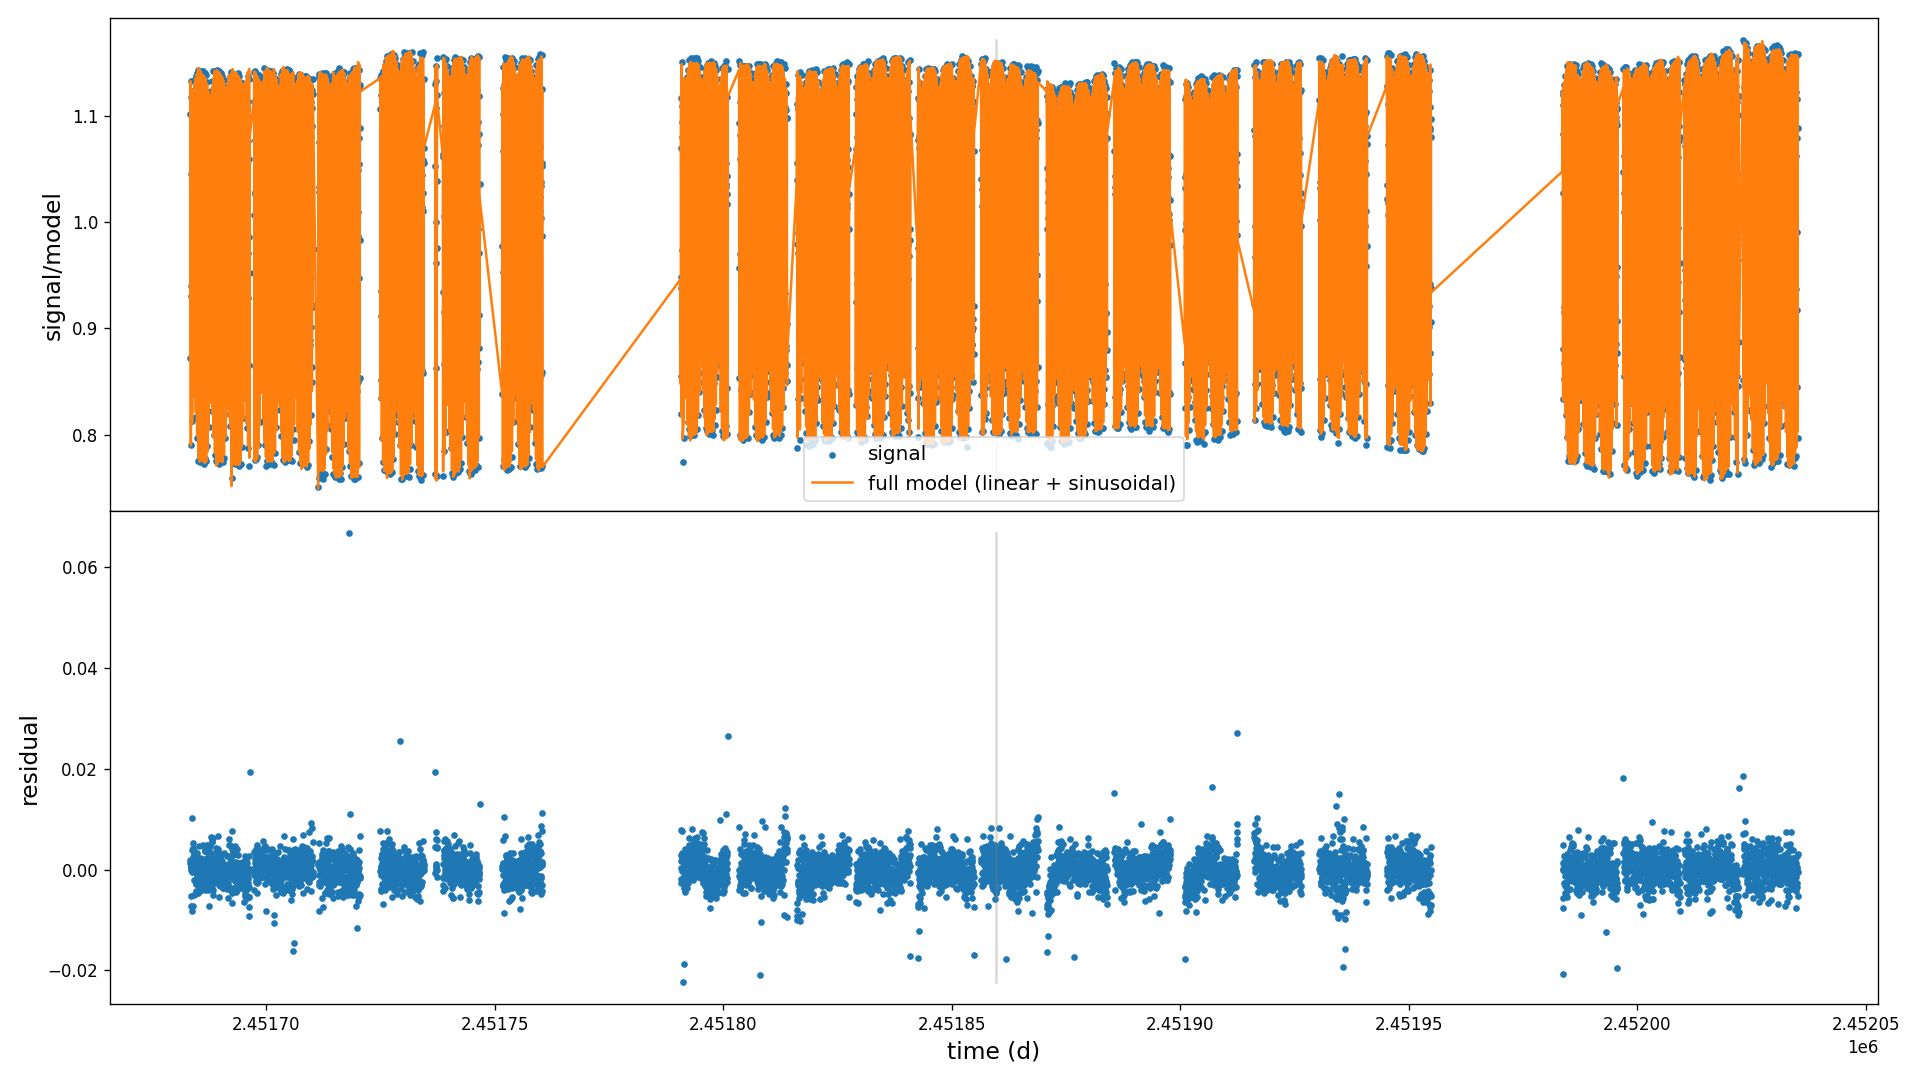 signal/model
1.1
1.0
0.9
0.8
signal
full model (linear + sinusoidal)
residual
0.06
0.04
0.02
0.00
−0.02
2.45170 2.45175 2.45180 2.45185 2.45190 2.45195 2.45200 2.45205
1e6
time (d)